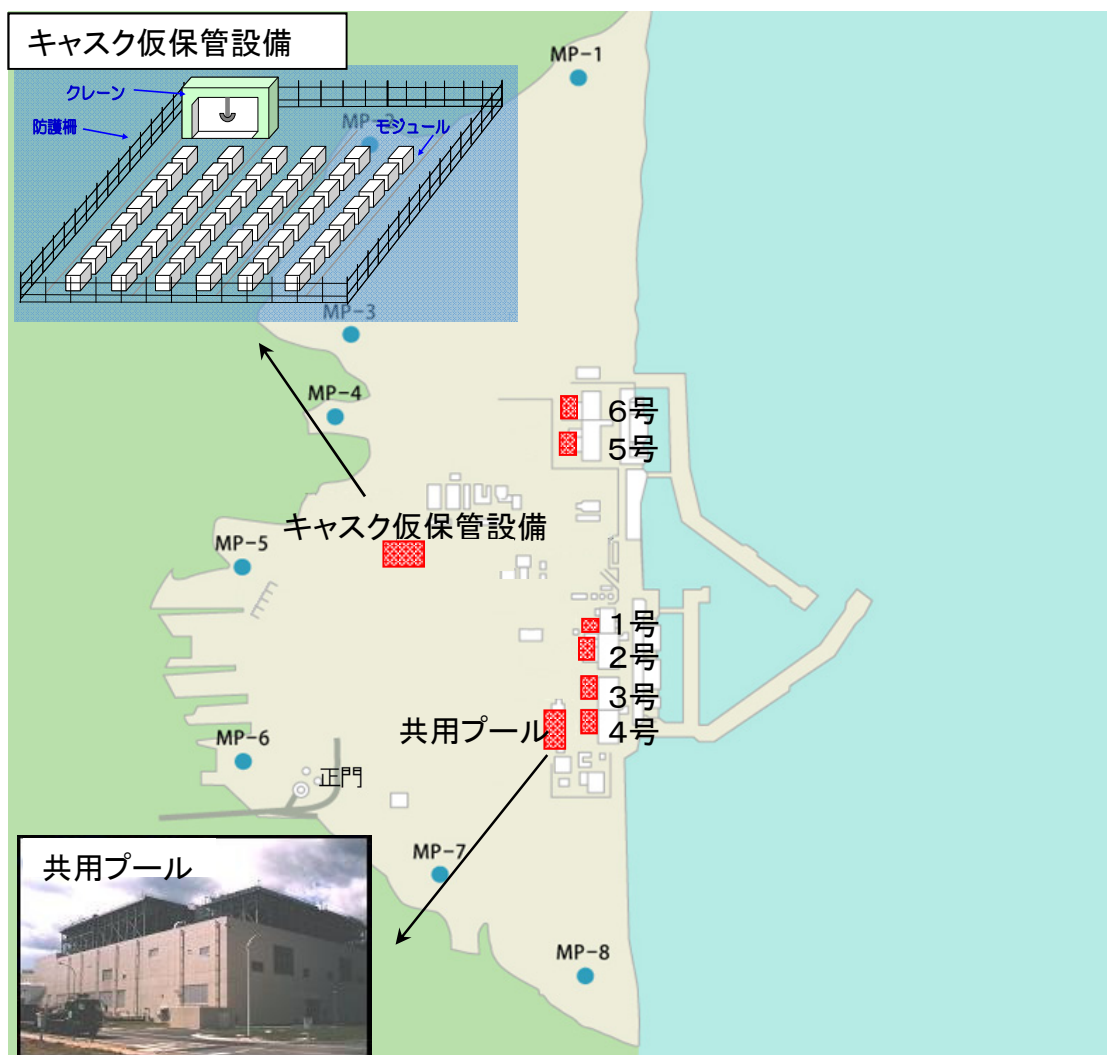 キャスク仮保管設備
MP-1
クレーン
防護柵
MP-2
モジュール
MP-3
MP-4
6号
5号
キャスク仮保管設備
MP-5
1号
2号
3号
共用プール
4号
MP-6
正門
共用プール
MP-7
MP-8